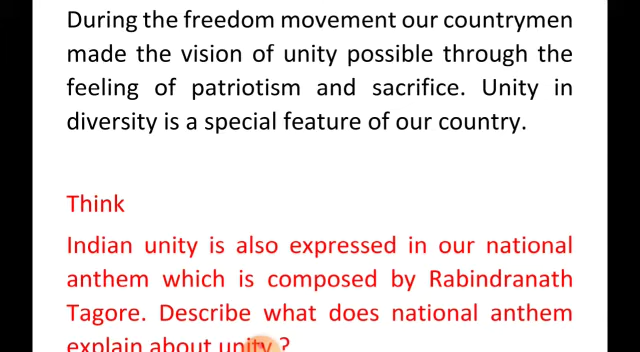 During the freedom movement our countrymen
made the vision of unity possible through the
feeling of patriotism and sacrifice. Unity in
diversity is a special feature of our country.
Think
Indian unity is also expressed in our national
anthem which is composed by Rabindranath
Tagore. Describe what does national anthem
explain about unity ?